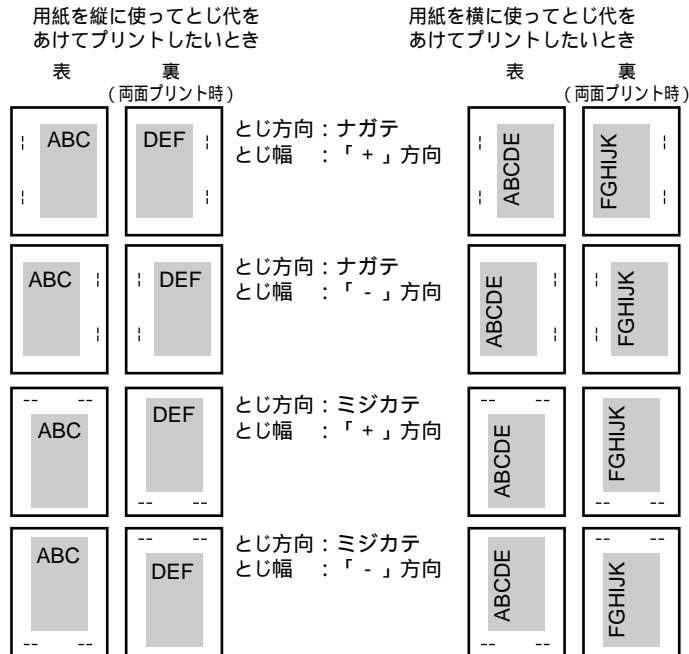 用紙を縦に使ってとじ代を
あけてプリントしたいとき
表
裏
(両面プリント時)
ABC
DEF
とじ方向：ナガテ
とじ幅　：「＋」方向
ABC
DEF
とじ方向：ナガテ
とじ幅　：「-」方向
ABC
DEF
とじ方向：ミジカテ
とじ幅　：「＋」方向
ABC
DEF
とじ方向：ミジカテ
とじ幅　：「-」方向
用紙を横に使ってとじ代を
あけてプリントしたいとき
表
裏
(両面プリント時)
ABCDE
FGHIJK
ABCDE
FGHIJK
ABCDE
FGHIJK
ABCDE
FGHIJK